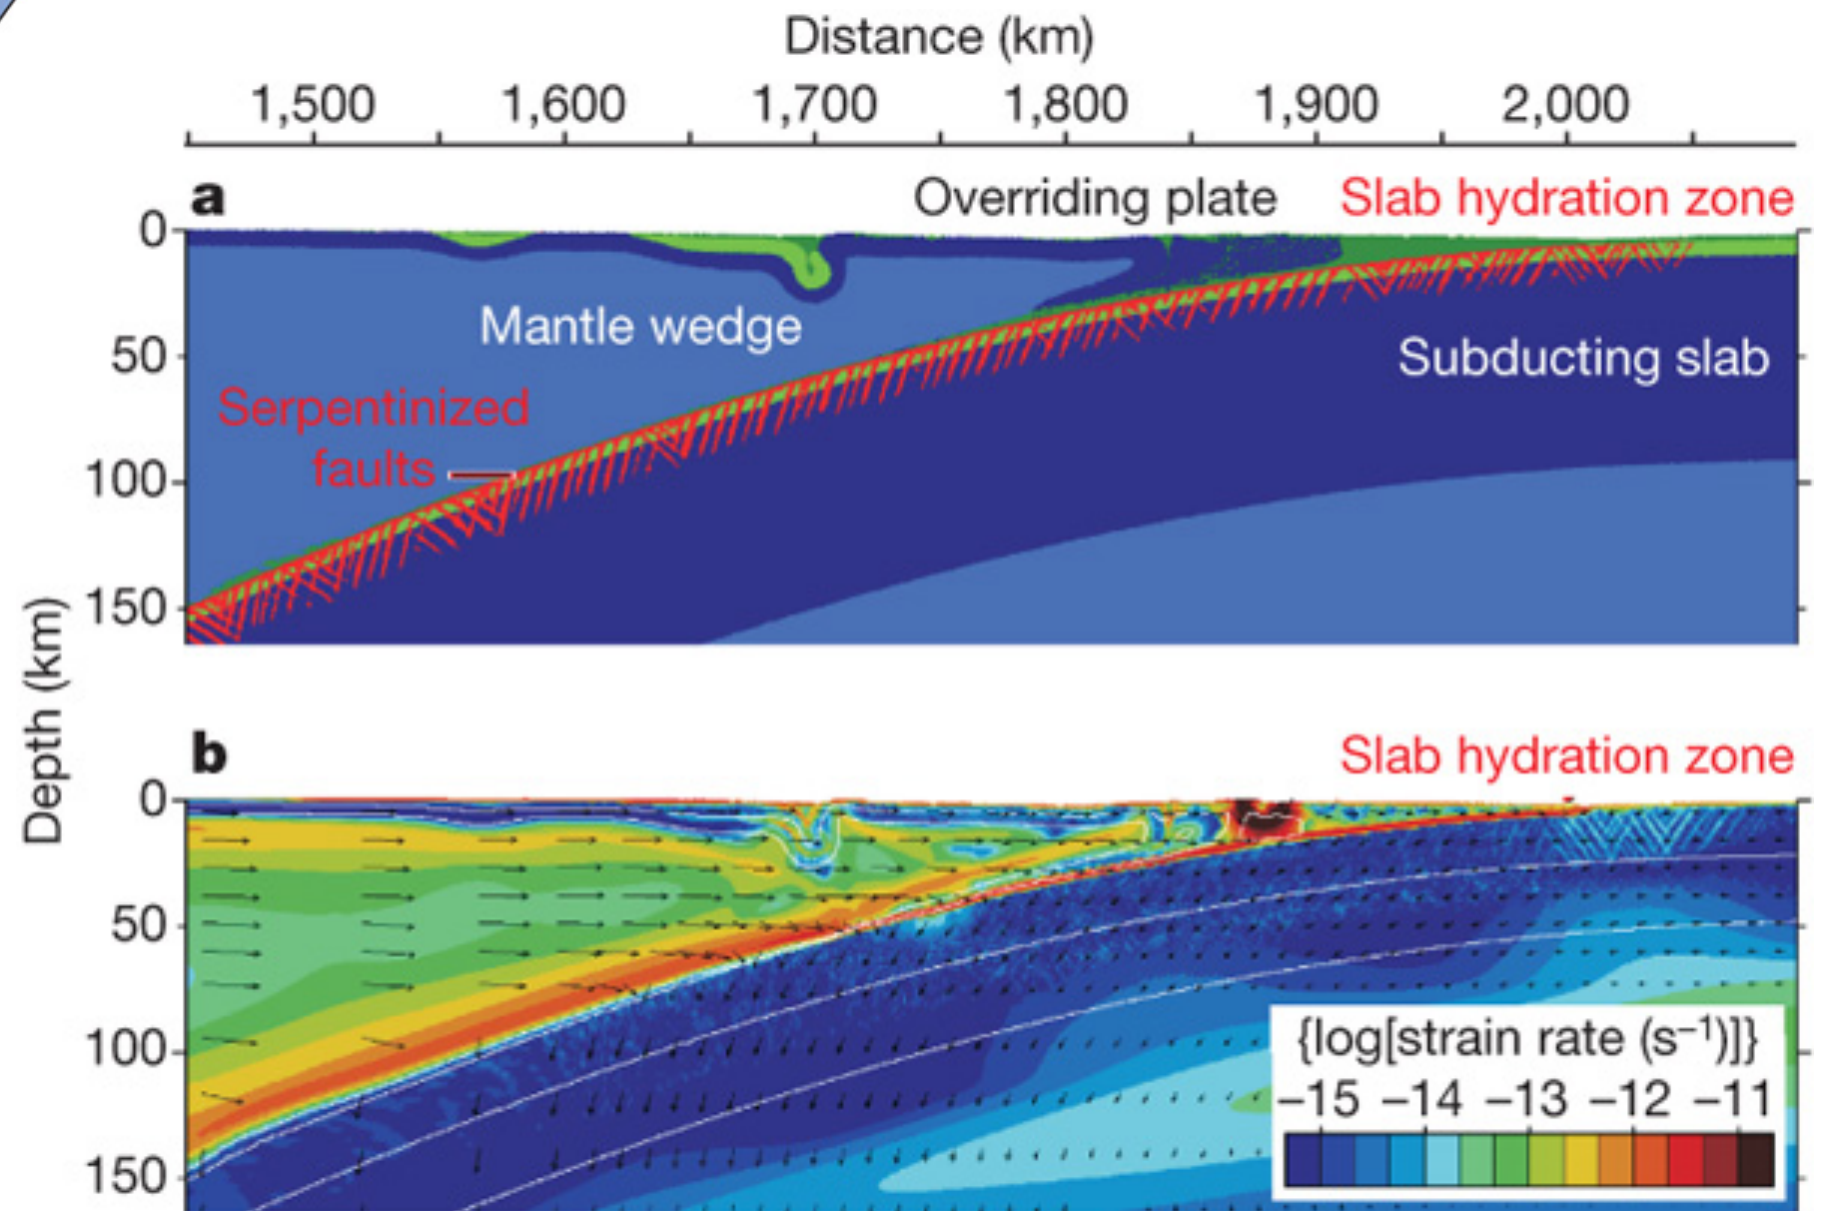 Distance (km)
1,500 1,600 1,700 1,800 1,900 2,000
a
Overriding plate
Slab hydration zone
0
Mantle wedge
50
Subducting slab
Serpentinized
faults
100
150
Depth (km)
b
Slab hydration zone
0
50
100
{log[strain rate (s⁻¹)]}
–15 –14 –13 –12 –11
150